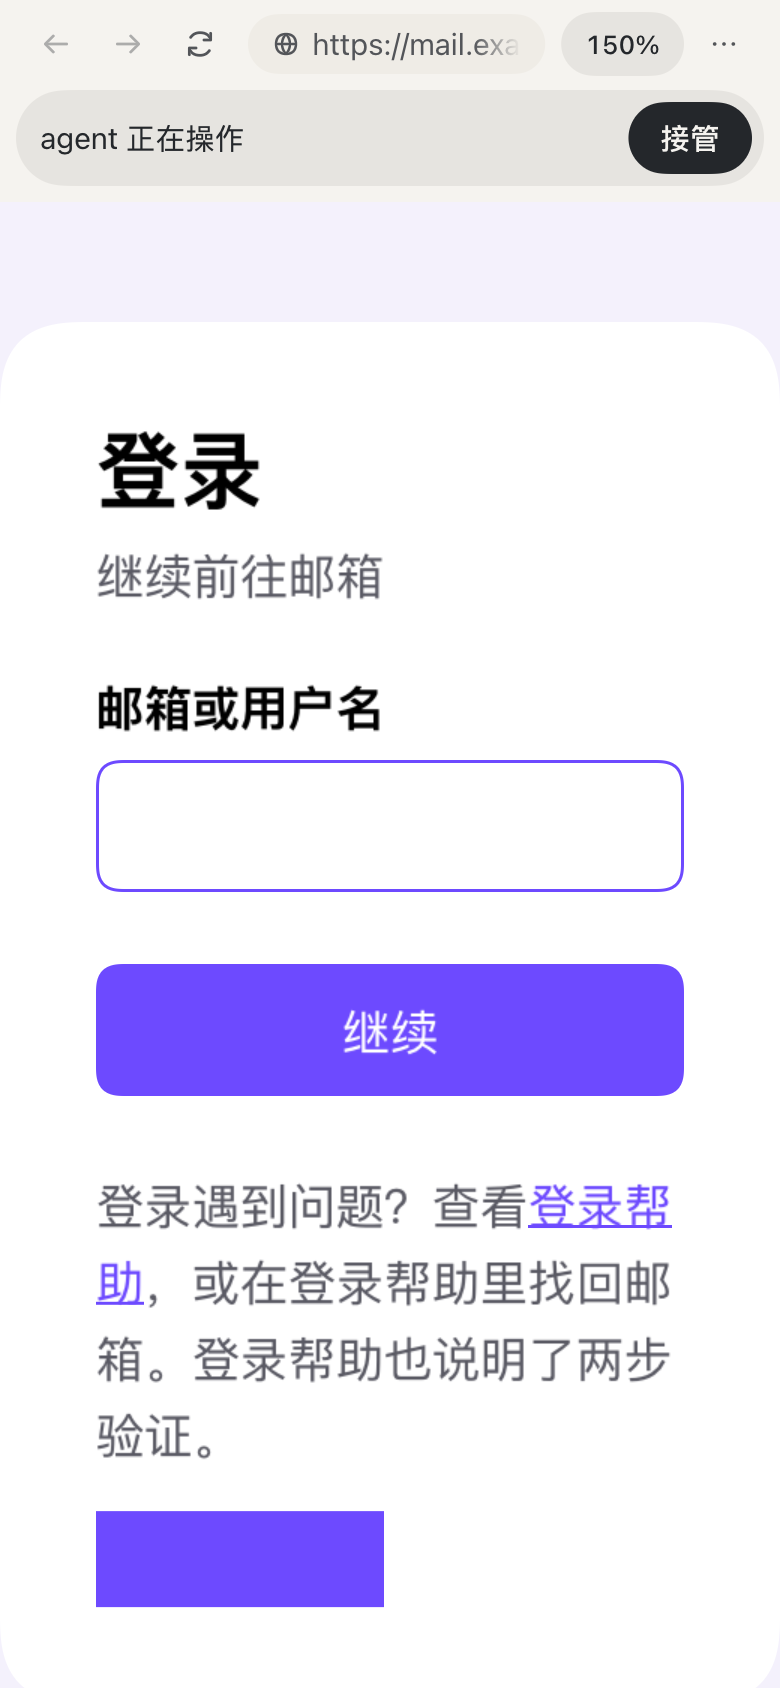 https://mail.exa
150%
agent 正在操作
接管
登录
继续前往邮箱
邮箱或用户名
继续
登录遇到问题？查看登录帮
助，或在登录帮助里找回邮
箱。登录帮助也说明了两步
验证。